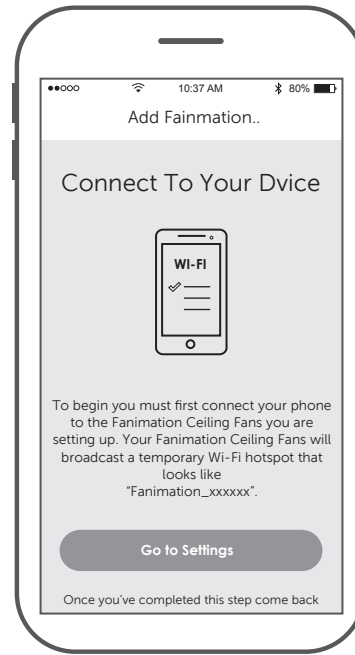 10:37 AM 80%
Add Fainmation..
Connect To Your Dvice
WI-FI
To begin you must first connect your phone
to the Fanimation Ceiling Fans you are
setting up. Your Fanimation Ceiling Fans will
broadcast a temporary Wi-Fi hotspot that
looks like
“Fanimation_xxxxxx”.
Go to Settings
Once you’ve completed this step come back